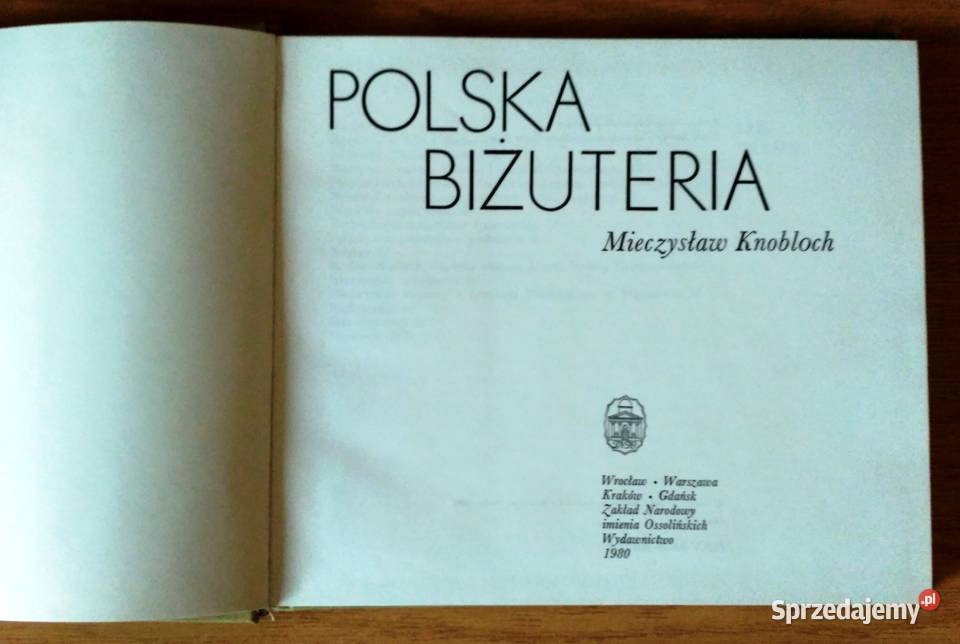 POLSKA
BIŻUTERIA
Mieczysław Knobloch
Wrocław · Warszawa
Kraków · Gdańsk
Zakład Narodowy
imienia Ossolińskich
Wydawnictwo
1980
Sprzedajemy.pl